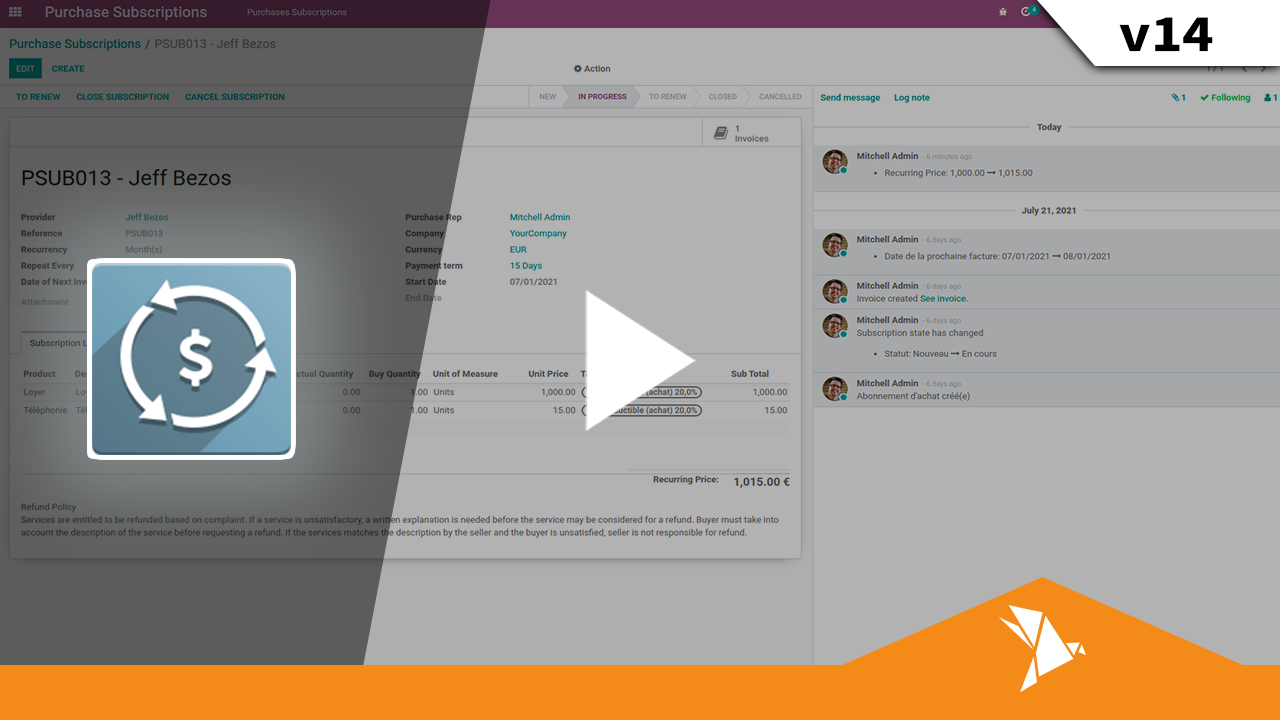 Purchase Subscriptions Purchases Subscriptions 4
v14
Purchase Subscriptions / PSUB013 - Jeff Bezos
EDIT CREATE Action
TO RENEW CLOSE SUBSCRIPTION CANCEL SUBSCRIPTION NEW IN PROGRESS TO RENEW CLOSED CANCELLED
Send message Log note 1 Following 1
Today
1
Invoices
Mitchell Admin - 6 minutes ago
Recurring Price: 1,000.00 → 1,015.00
PSUB013 - Jeff Bezos
July 21, 2021
Provider Jeff Bezos Purchase Rep Mitchell Admin
Reference PSUB013 Company YourCompany
Recurrency Month(s) Currency EUR
Repeat Every Payment term 15 Days
Date of Next Inv Start Date 07/01/2021
Attachment End Date
Mitchell Admin - 6 days ago
Date de la prochaine facture: 07/01/2021 → 08/01/2021
Mitchell Admin - 6 days ago
Invoice created See invoice.
Mitchell Admin - 6 days ago
Subscription state has changed
Statut: Nouveau → En cours
Mitchell Admin - 6 days ago
Abonnement d'achat créé(e)
Subscription L
Product De ctual Quantity Buy Quantity Unit of Measure Unit Price T Sub Total
Loyer Lo 0.00 1.00 Units 1,000.00 (achat) 20,0% 1,000.00
Téléphonie Té 0.00 1.00 Units 15.00 uctible (achat) 20,0% 15.00
$
Recurring Price: 1,015.00 €
Refund Policy
Services are entitled to be refunded based on complaint. If a service is unsatisfactory, a written explanation is needed before the service may be considered for a refund. Buyer must take into
account the description of the service before requesting a refund. If the services matches the description by the seller and the buyer is unsatisfied, seller is not responsible for refund.